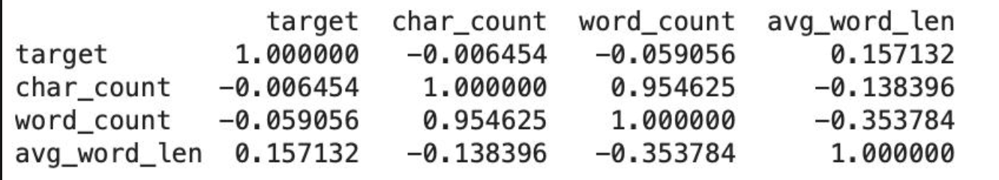 target char_count word_count avg_word_len
target 1.000000 −0.006454 −0.059056 0.157132
char_count −0.006454 1.000000 0.954625 −0.138396
word_count −0.059056 0.954625 1.000000 −0.353784
avg_word_len 0.157132 −0.138396 −0.353784 1.000000